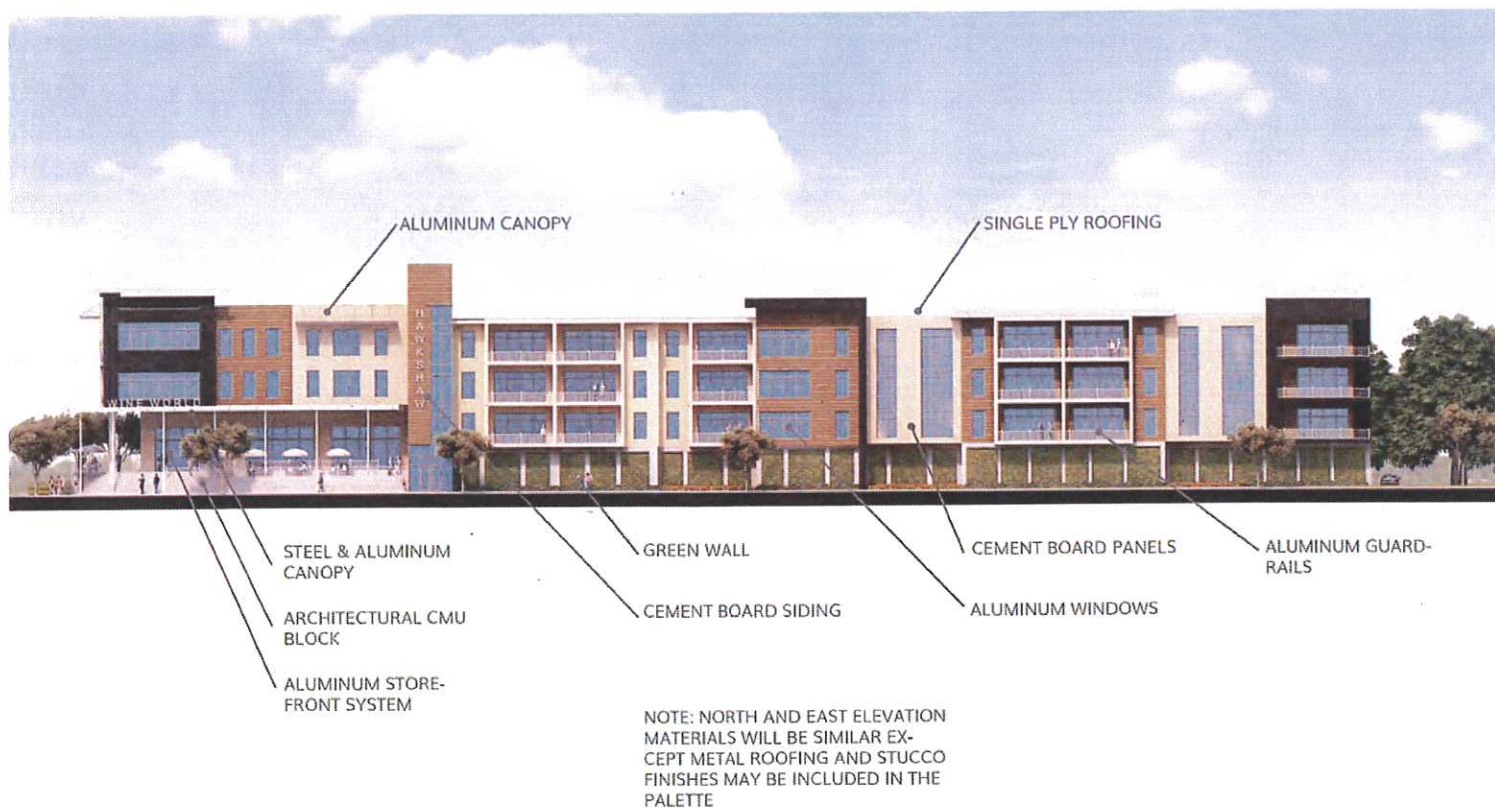 ALUMINUM CANOPY
SINGLE PLY ROOFING
HAWKSHAW
WINE WORLD
STEEL & ALUMINUM
CANOPY
ARCHITECTURAL CMU
BLOCK
ALUMINUM STORE-
FRONT SYSTEM
GREEN WALL
CEMENT BOARD SIDING
CEMENT BOARD PANELS
ALUMINUM WINDOWS
ALUMINUM GUARD-
RAILS
NOTE: NORTH AND EAST ELEVATION
MATERIALS WILL BE SIMILAR EX-
CEPT METAL ROOFING AND STUCCO
FINISHES MAY BE INCLUDED IN THE
PALETTE